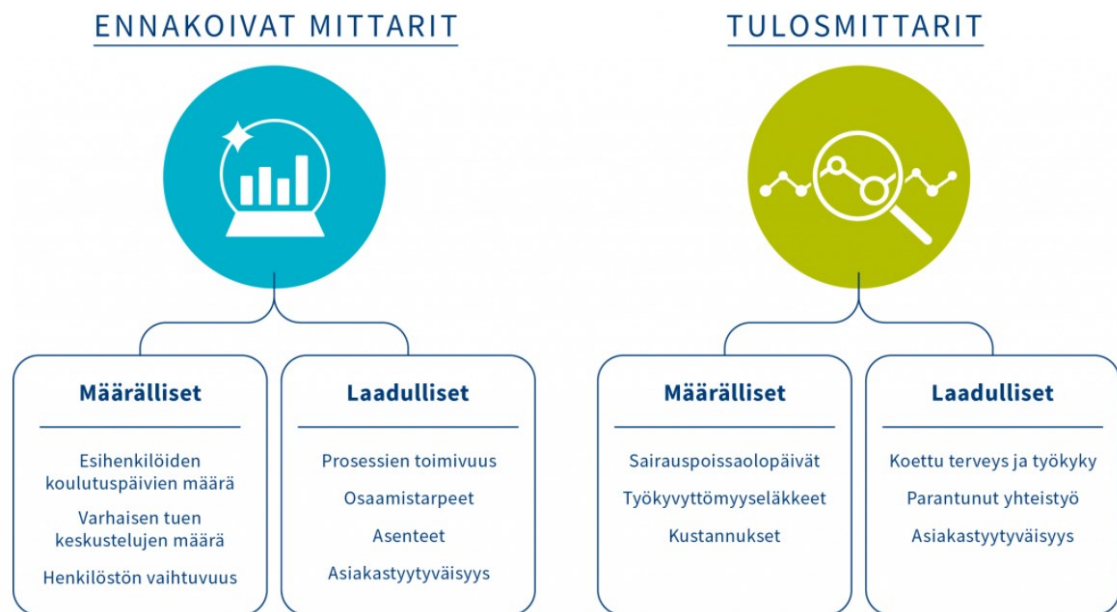 ENNAKOIVAT MITTARIT
Määrälliset
Esihenkilöiden
koulutuspäivien määrä
Varhaisen tuen
keskustelujen määrä
Henkilöstön vaihtuvuus
Laadulliset
Prosessien toimivuus
Osaamistarpeet
Asenteet
Asiakastyytyväisyys
TULOSMITTARIT
Määrälliset
Sairauspoissaolopäivät
Työkyvyttömyyseläkkeet
Kustannukset
Laadulliset
Koettu terveys ja työkyky
Parantunut yhteistyö
Asiakastyytyväisyys